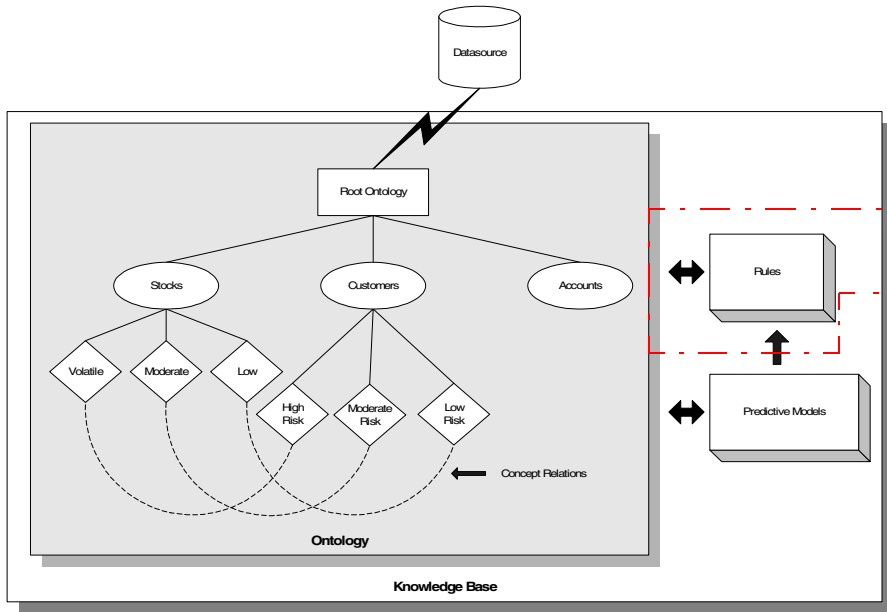 Datasource
Root Ontology
Rules
Stocks
Customers
Accounts
Volatile
Moderate
Low
High
Risk
Moderate
Risk
Low
Risk
Predictive Models
Concept Relations
Ontology
Knowledge Base